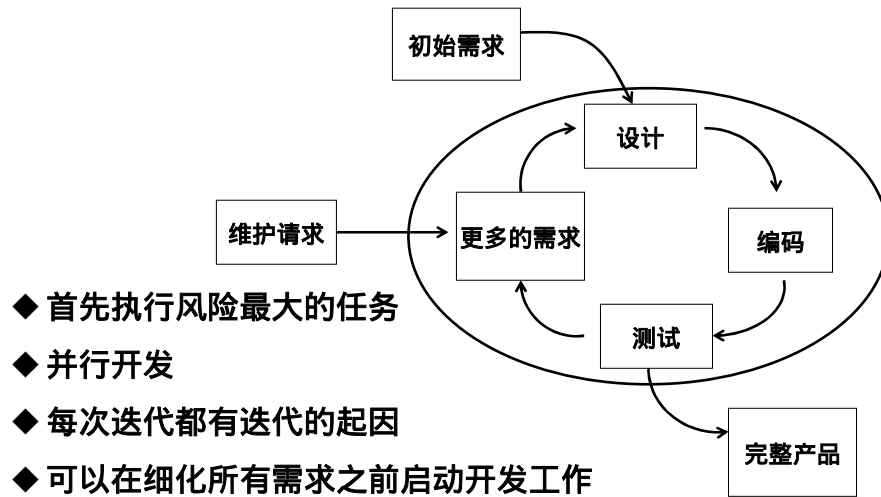 初始需求
设计
维护请求
更多的需求
编码
测试
完整产品
◆ 首先执行风险最大的任务
◆ 并行开发
◆ 每次迭代都有迭代的起因
◆ 可以在细化所有需求之前启动开发工作